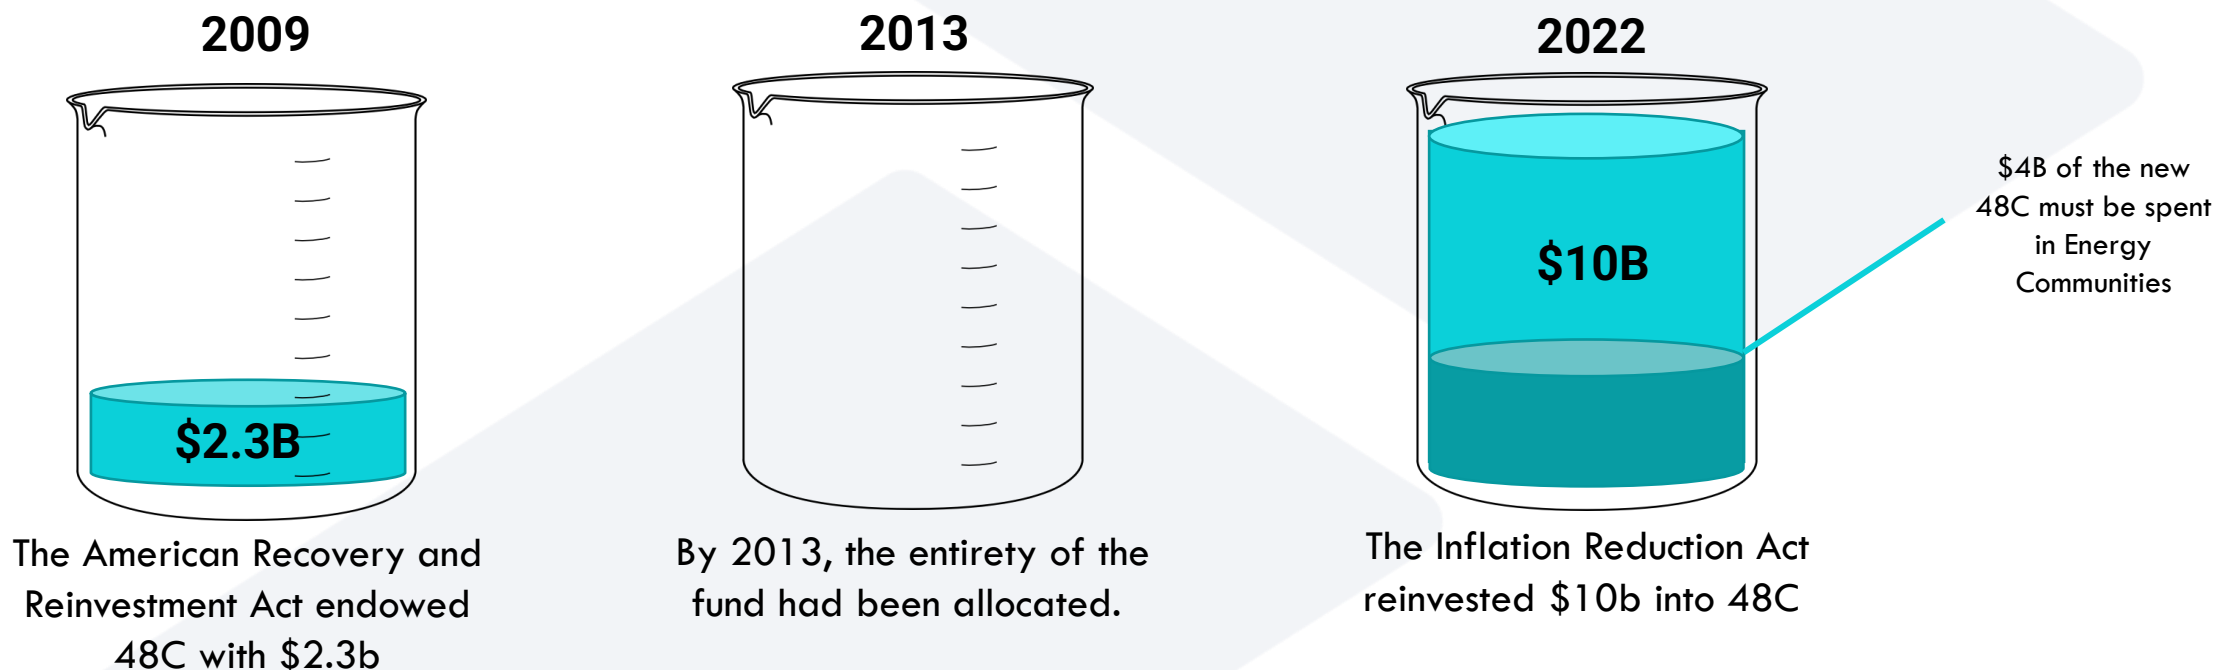 2009
$2.3B
The American Recovery and
Reinvestment Act endowed
48C with $2.3b
2013
By 2013, the entirety of the
fund had been allocated.
2022
$10B
The Inflation Reduction Act
reinvested $10b into 48C
$4B of the new
48C must be spent
in Energy
Communities